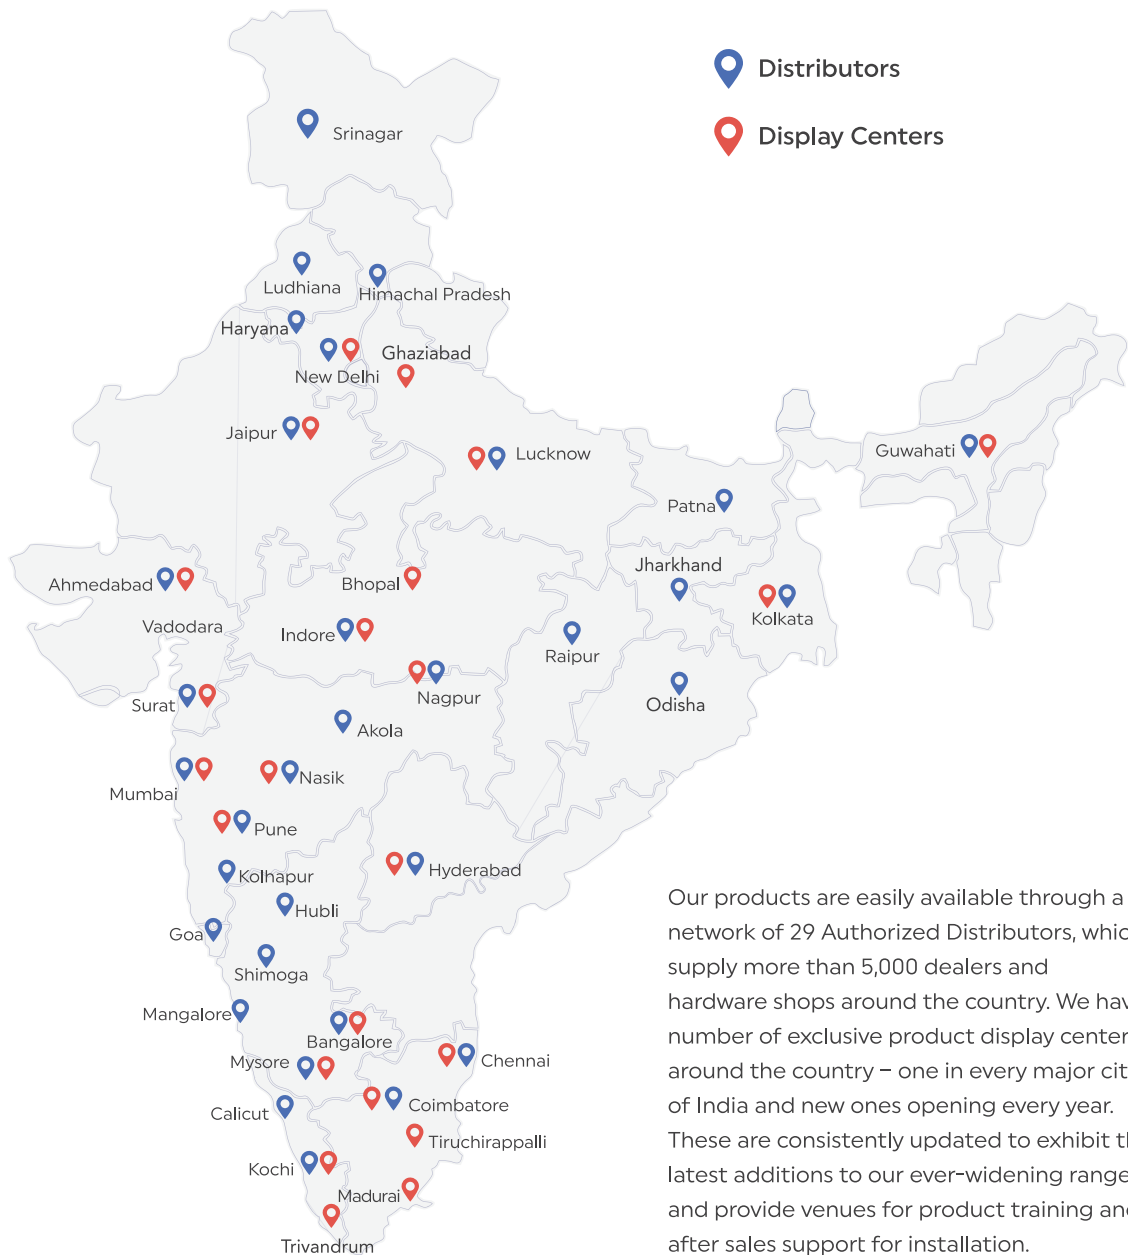 Distributors
Display Centers
Srinagar
Ludhiana
Himachal Pradesh
Haryana
New Delhi
Ghaziabad
Jaipur
Lucknow
Guwahati
Patna
Ahmedabad
Bhopal
Jharkhand
Vadodara
Indore
Kolkata
Raipur
Nagpur
Surat
Odisha
Akola
Mumbai
Nasik
Pune
Kolhapur
Hyderabad
Hubli
Goa
Shimoga
Mangalore
Bangalore
Mysore
Chennai
Calicut
Coimbatore
Tiruchirappalli
Kochi
Madurai
Trivandrum
Our products are easily available through a
network of 29 Authorized Distributors, whic
supply more than 5,000 dealers and
hardware shops around the country. We hav
number of exclusive product display center
around the country – one in every major cit
of India and new ones opening every year.
These are consistently updated to exhibit th
latest additions to our ever-widening range
and provide venues for product training an
after sales support for installation.